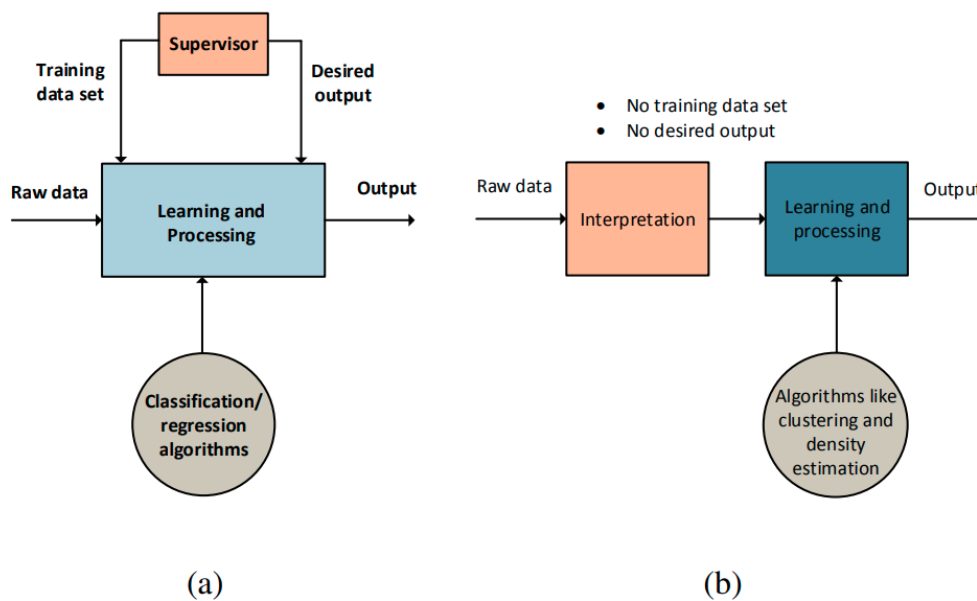 Supervisor
Training
data set
Desired
output
Raw data
Learning and
Processing
Output
Classification/
regression
algorithms
(a)
• No training data set
• No desired output
Raw data
Interpretation
Learning and
processing
Output
Algorithms like
clustering and
density
estimation
(b)